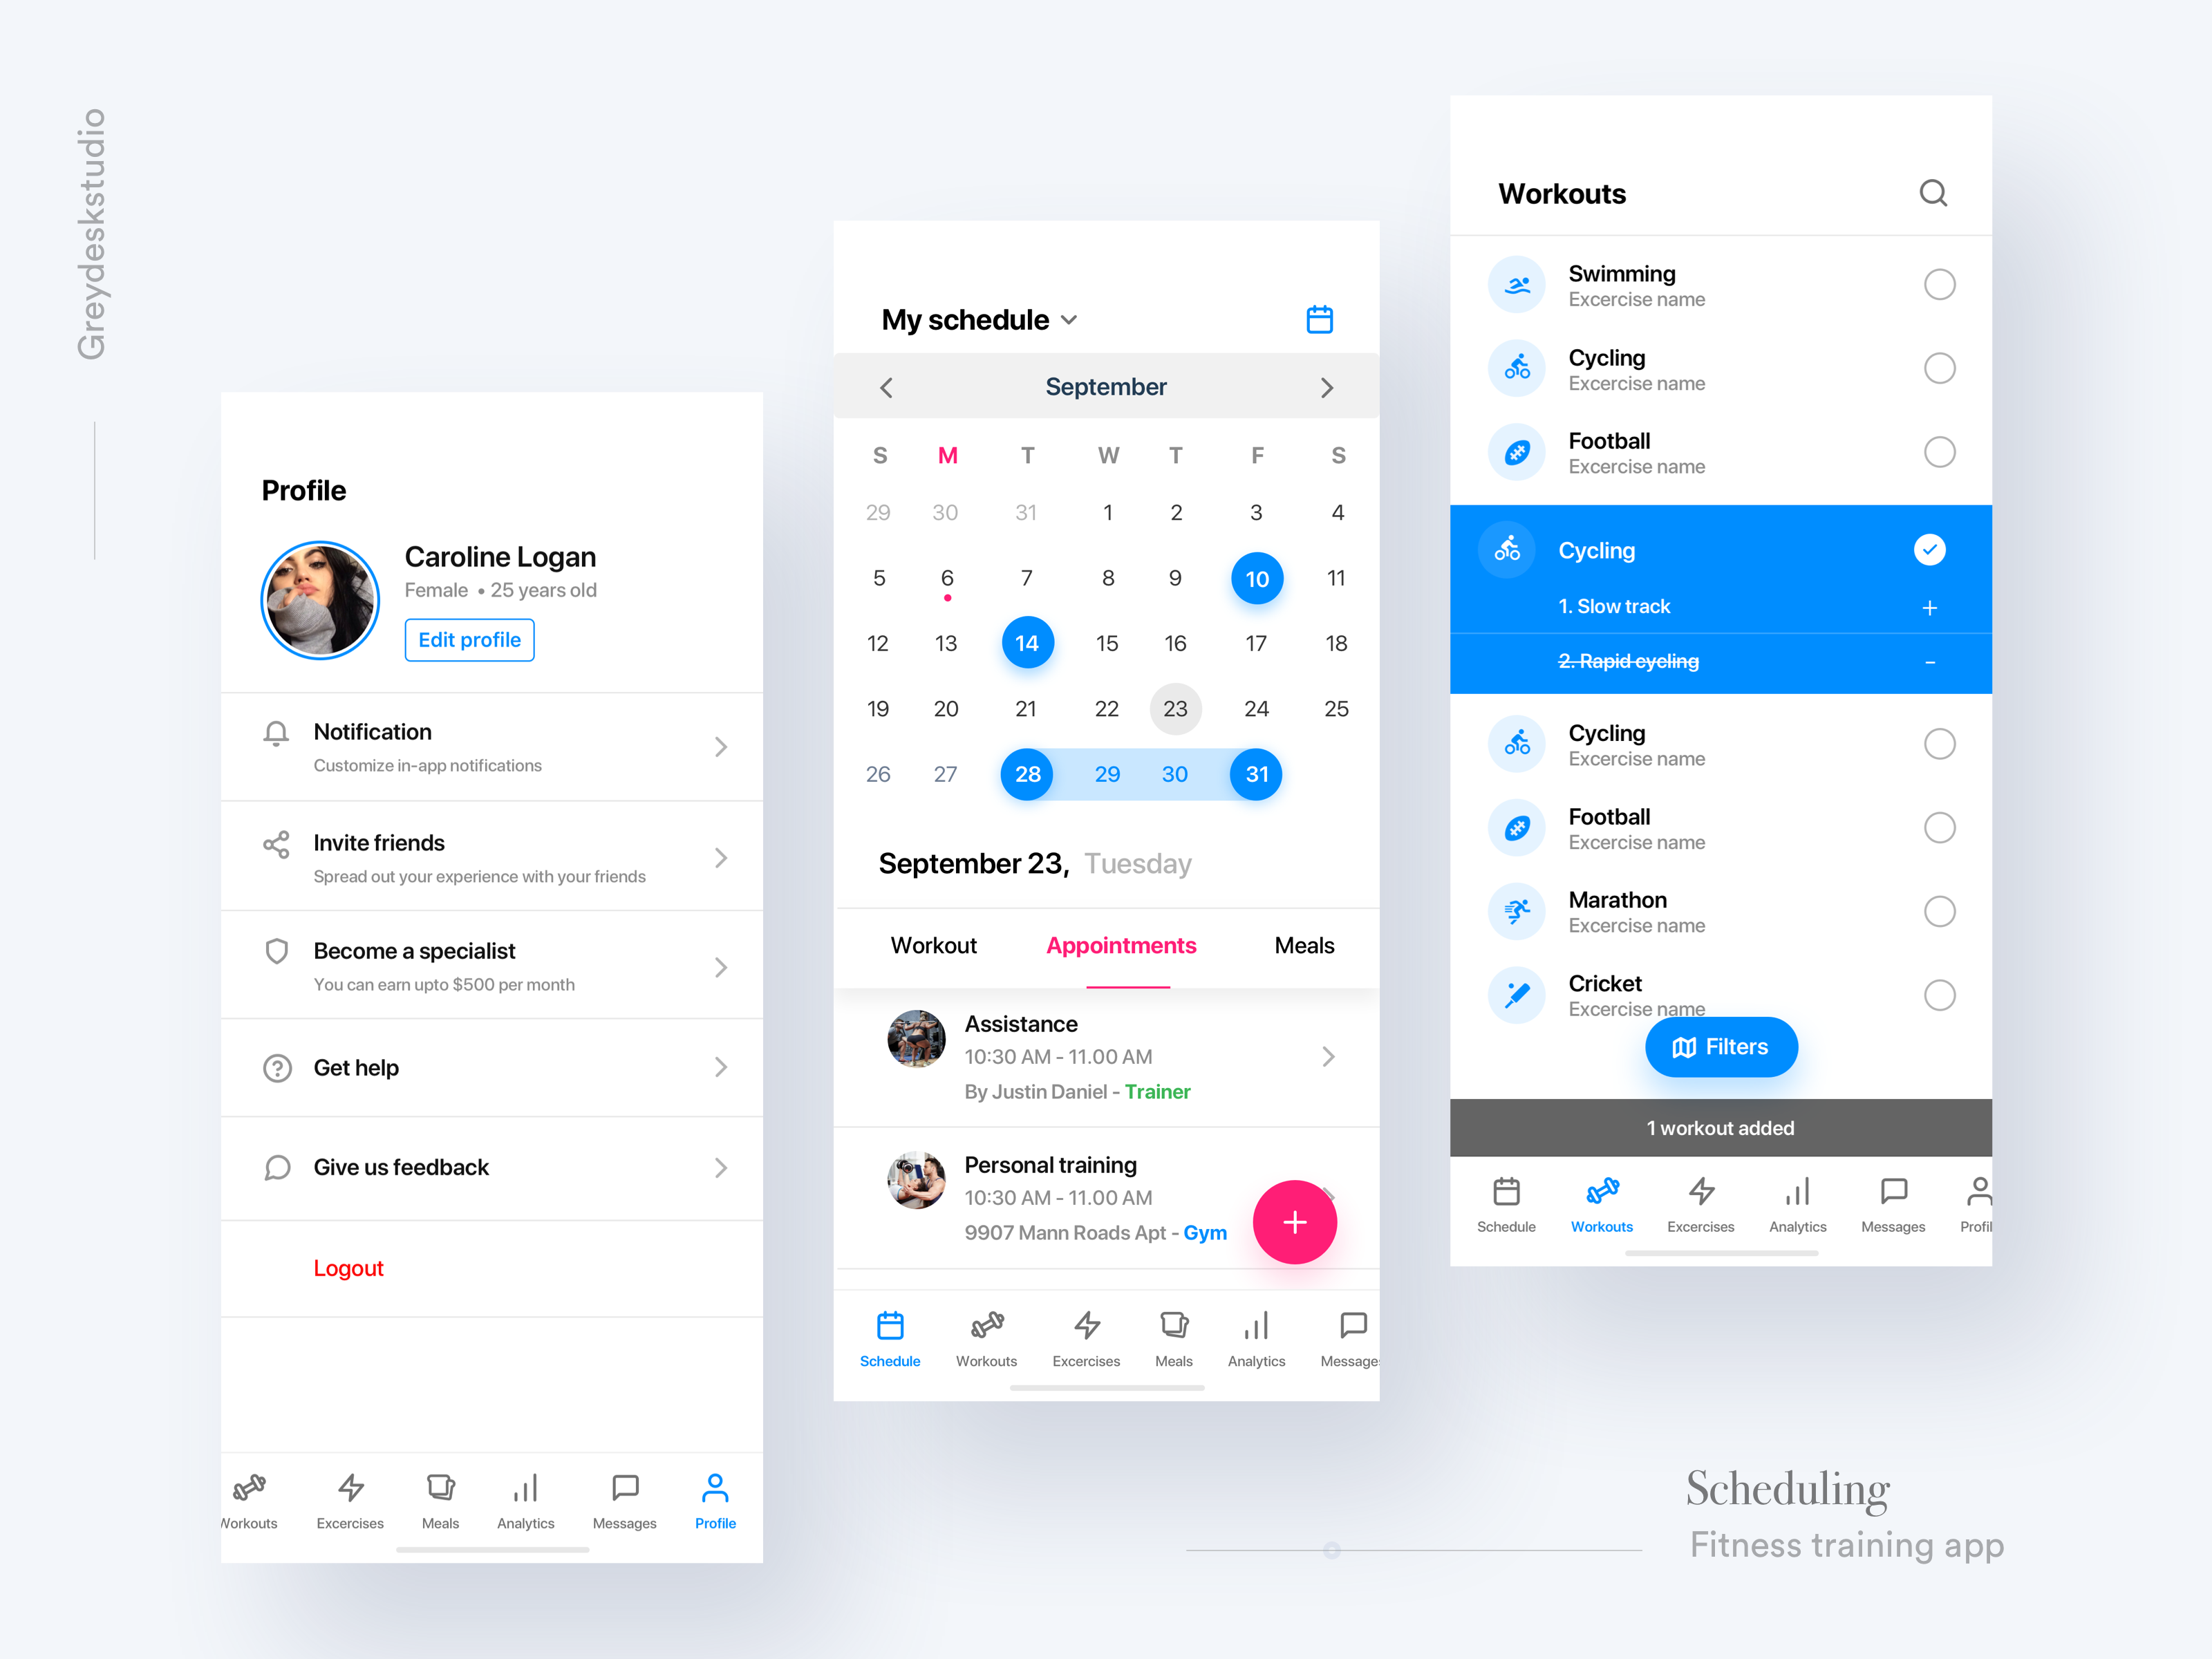 Greydeskstudio
Profile
Caroline Logan
Female • 25 years old
Edit profile
Notification
Customize in-app notifications
Invite friends
Spread out your experience with your friends
Become a specialist
You can earn upto $500 per month
Get help
Give us feedback
Logout
Workouts Excercises Meals Analytics Messages Profile
My schedule
September
S M T W T F S
29 30 31 1 2 3 4
5 6 7 8 9 10 11
12 13 14 15 16 17 18
19 20 21 22 23 24 25
26 27 28 29 30 31
September 23, Tuesday
Workout Appointments Meals
Assistance
10:30 AM - 11.00 AM
By Justin Daniel - Trainer
Personal training
10:30 AM - 11.00 AM
9907 Mann Roads Apt - Gym
Schedule Workouts Excercises Meals Analytics Messages
Workouts
Swimming
Excercise name
Cycling
Excercise name
Football
Excercise name
Cycling
1. Slow track +
2. Rapid cycling -
Cycling
Excercise name
Football
Excercise name
Marathon
Excercise name
Cricket
Excercise name
Filters
1 workout added
Schedule Workouts Excercises Analytics Messages Profil
Scheduling
Fitness training app